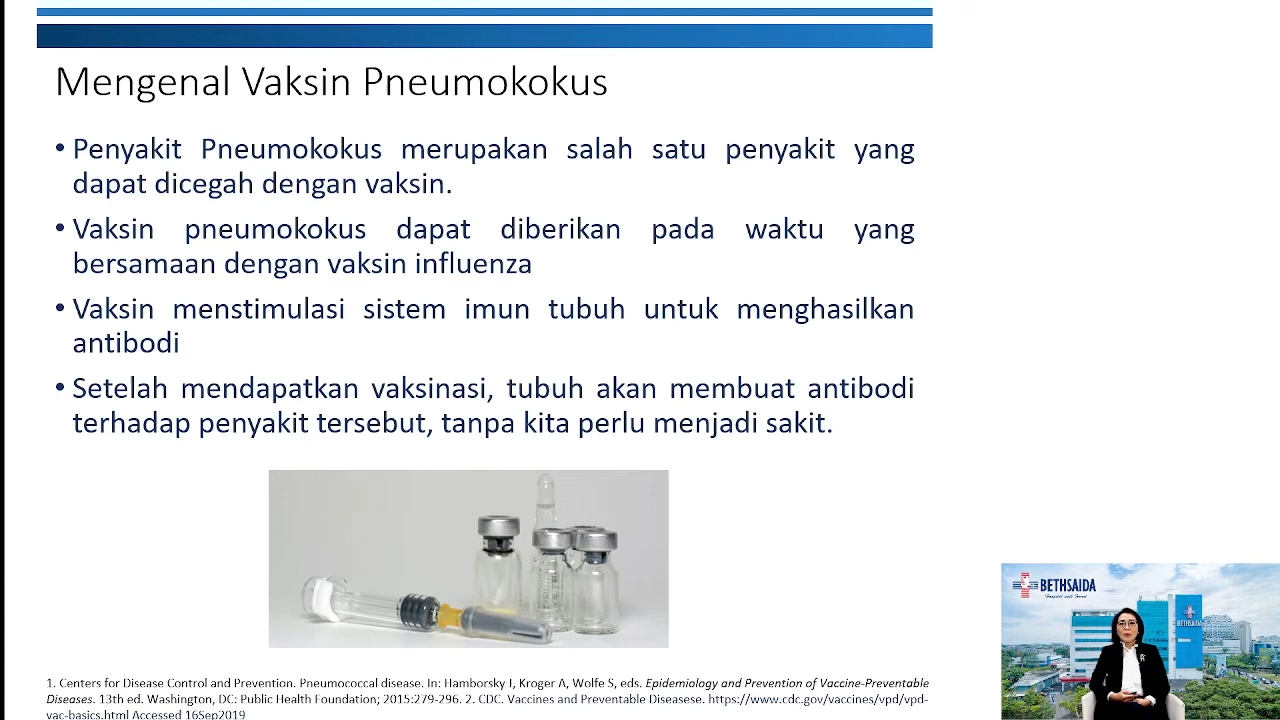 Mengenal Vaksin Pneumokokus
• Penyakit Pneumokokus merupakan salah satu penyakit yang
dapat dicegah dengan vaksin.
• Vaksin pneumokokus dapat diberikan pada waktu yang
bersamaan dengan vaksin influenza
• Vaksin menstimulasi sistem imun tubuh untuk menghasilkan
antibodi
• Setelah mendapatkan vaksinasi, tubuh akan membuat antibodi
terhadap penyakit tersebut, tanpa kita perlu menjadi sakit.
BETHSAIDA
"Hospital with Heart"
BETHSAIDA
1. Centers for Disease Control and Prevention. Pneumococcal disease. In: Hamborsky I, Kroger A, Wolfe S, eds. Epidemiology and Prevention of Vaccine-Preventable
Diseases. 13th ed. Washington, DC: Public Health Foundation; 2015:279-296. 2. CDC. Vaccines and Preventable Diseasese. https://www.cdc.gov/vaccines/vpd/vpd-
vac-basics.html Accessed 16Sep2019